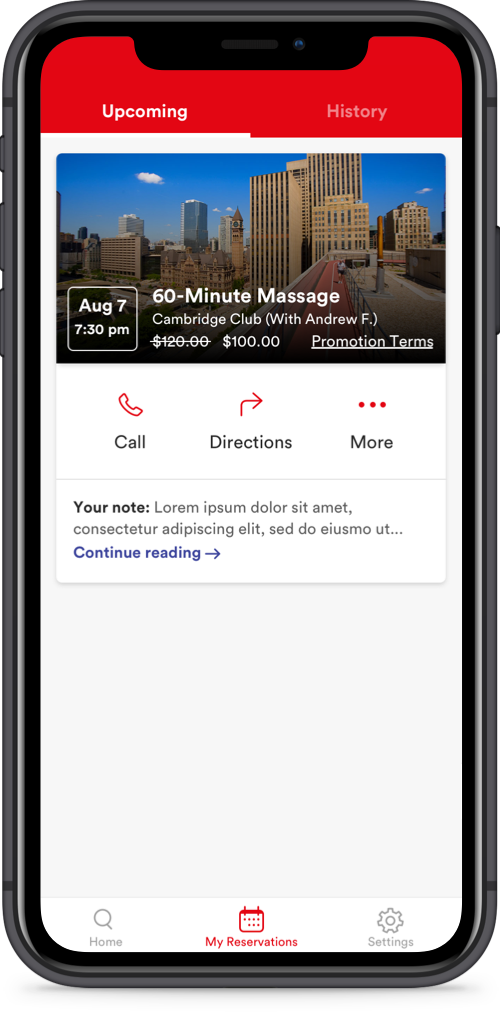 Upcoming
History
Aug 7
7:30 pm
60-Minute Massage
Cambridge Club (With Andrew F.)
$120.00 $100.00 Promotion Terms
Call
Directions
More
Your note: Lorem ipsum dolor sit amet,
consectetur adipiscing elit, sed do eiusmo ut...
Continue reading →
Home
My Reservations
Settings